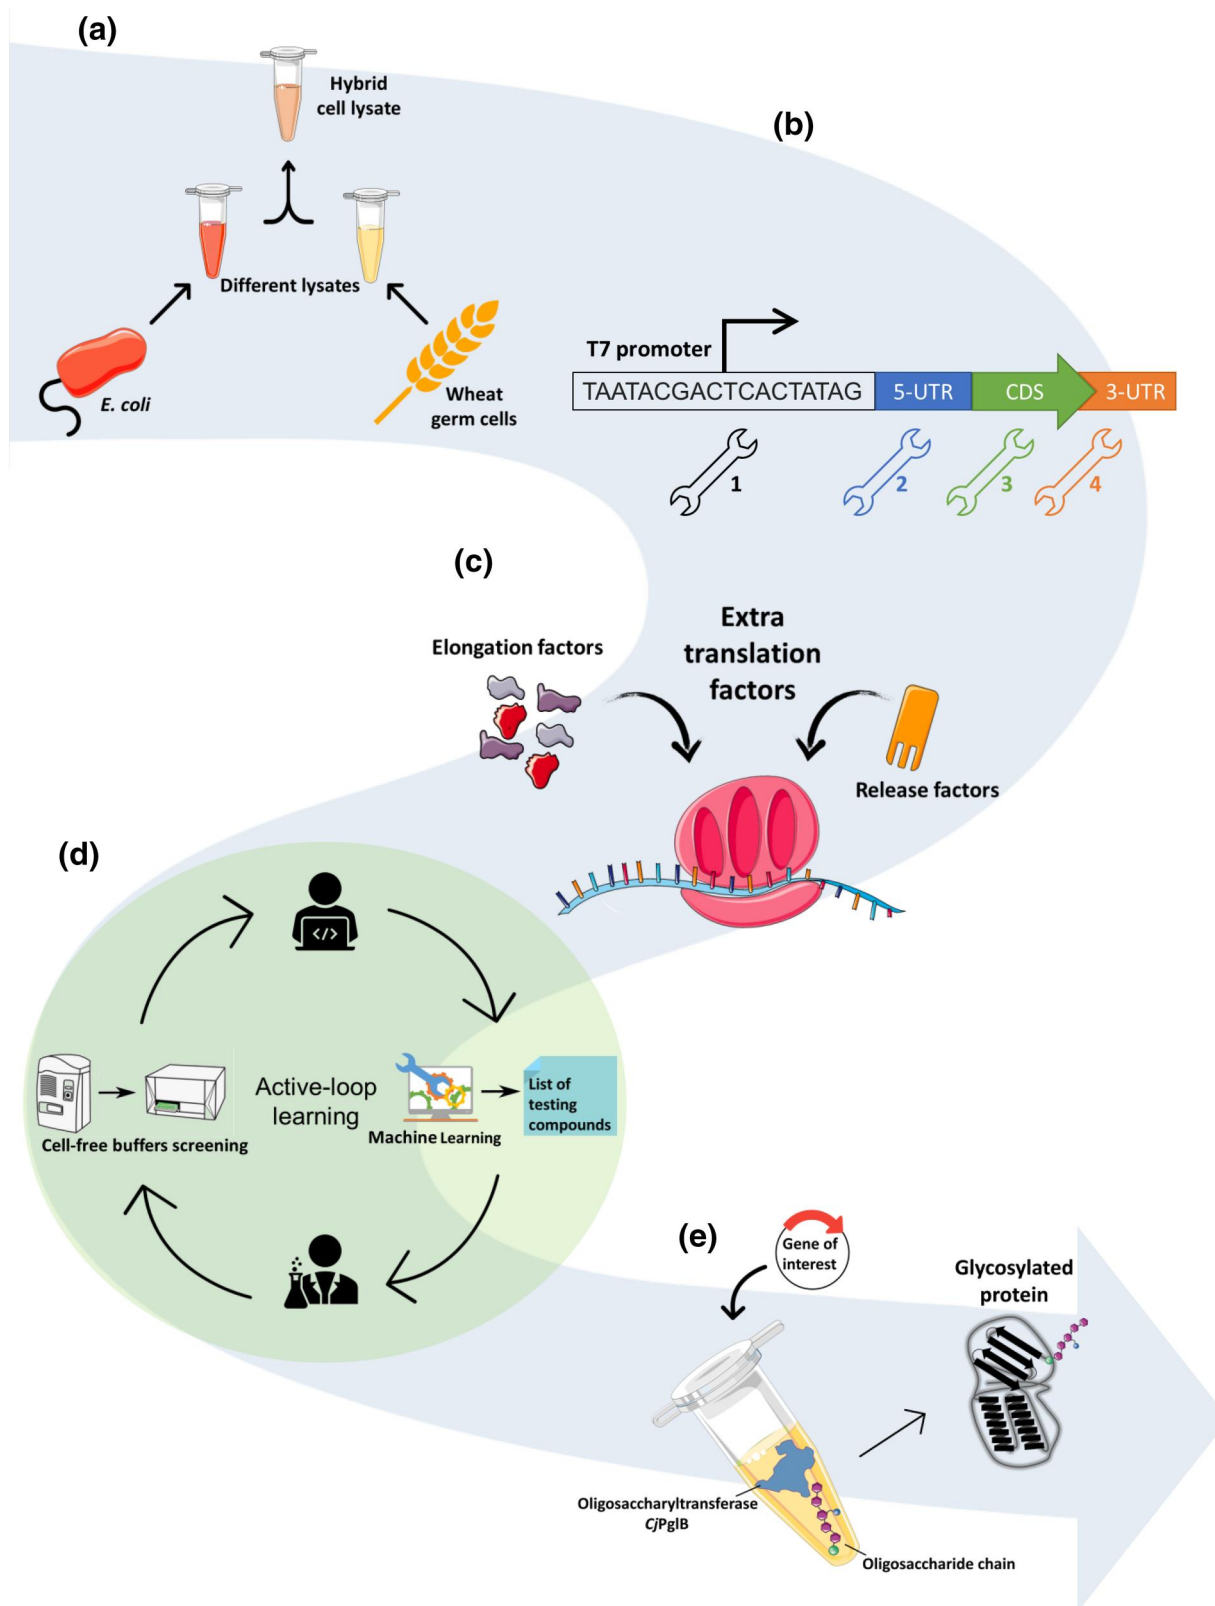 (a)
Hybrid
cell lysate
Different lysates
E. coli
Wheat
germ cells
(b)
T7 promoter
TAATACGACTCACTATAG
5-UTR
CDS
3-UTR
1
2
3
4
(c)
Extra
translation
factors
Elongation factors
Release factors
(d)
</>
Active-loop
learning
Cell-free buffers screening
Machine Learning
List of
testing
compounds
(e)
Gene of
interest
Glycosylated
protein
Oligosaccharyltransferase
CjPglB
Oligosaccharide chain